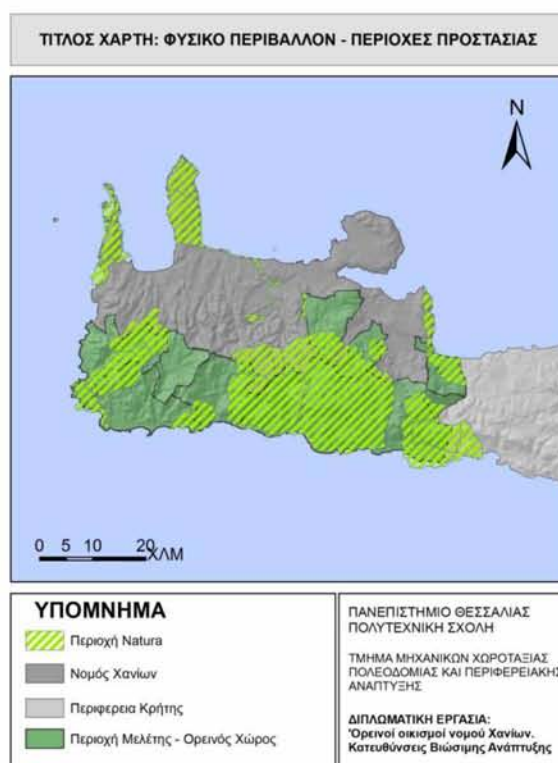 ΤΙΤΛΟΣ ΧΑΡΤΗ: ΦΥΣΙΚΟ ΠΕΡΙΒΑΛΛΟΝ - ΠΕΡΙΟΧΕΣ ΠΡΟΣΤΑΣΙΑΣ
N
0 5 10 20
ΧΛΜ
ΥΠΟΜΝΗΜΑ
Περιοχή Natura
Νομός Χανίων
Περιφερεια Κρήτης
Περιοχή Μελέτης - Ορεινός Χώρος
ΠΑΝΕΠΙΣΤΗΜΙΟ ΘΕΣΣΑΛΙΑΣ
ΠΟΛΥΤΕΧΝΙΚΗ ΣΧΟΛΗ
ΤΜΗΜΑ ΜΗΧΑΝΙΚΩΝ ΧΩΡΟΤΑΞΙΑΣ
ΠΟΛΕΟΔΟΜΙΑΣ ΚΑΙ ΠΕΡΙΦΕΡΕΙΑΚΗΣ
ΑΝΑΠΤΥΞΗΣ
ΔΙΠΛΩΜΑΤΙΚΗ ΕΡΓΑΣΙΑ:
'Ορεινοί οικισμοί νομού Χανίων.
Κατευθύνσεις Βιώσιμης Ανάπτυξης